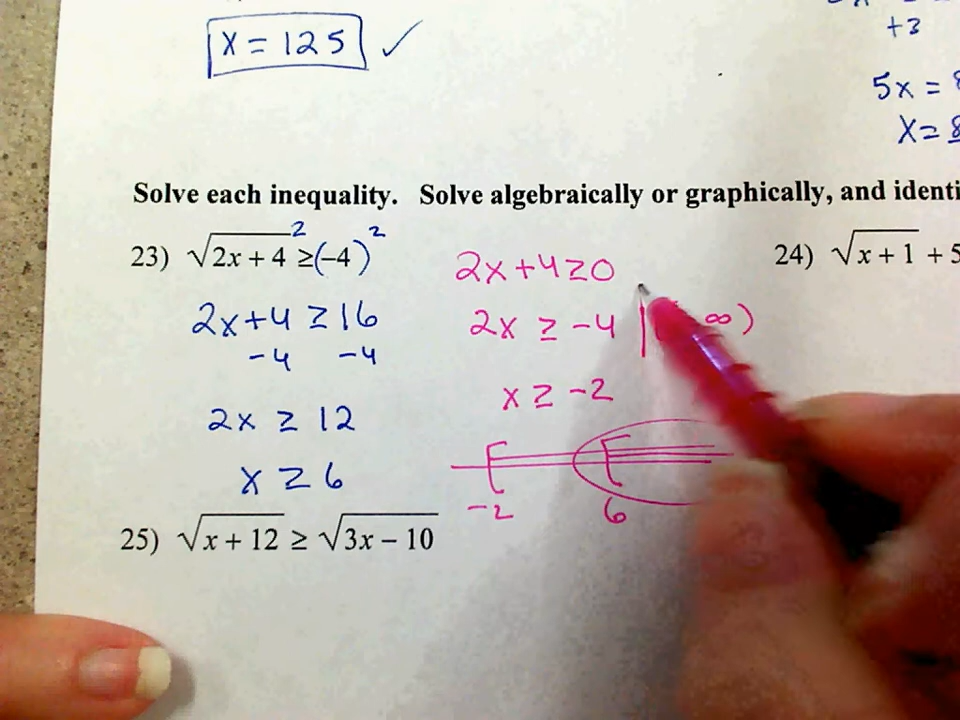 x = 125 ✓
+3
5x = 8
x = 8
Solve each inequality. Solve algebraically or graphically, and identi
23) √2x + 4 ² ≥ (–4)²
2x+4 ≥ 16
-4 -4
2x ≥ 12
x ≥ 6
2x+4 ≥ 0
2x ≥ -4
∞)
x ≥ -2
-2 6
24) √x + 1 + 5
25) √x + 12 ≥ √3x − 10